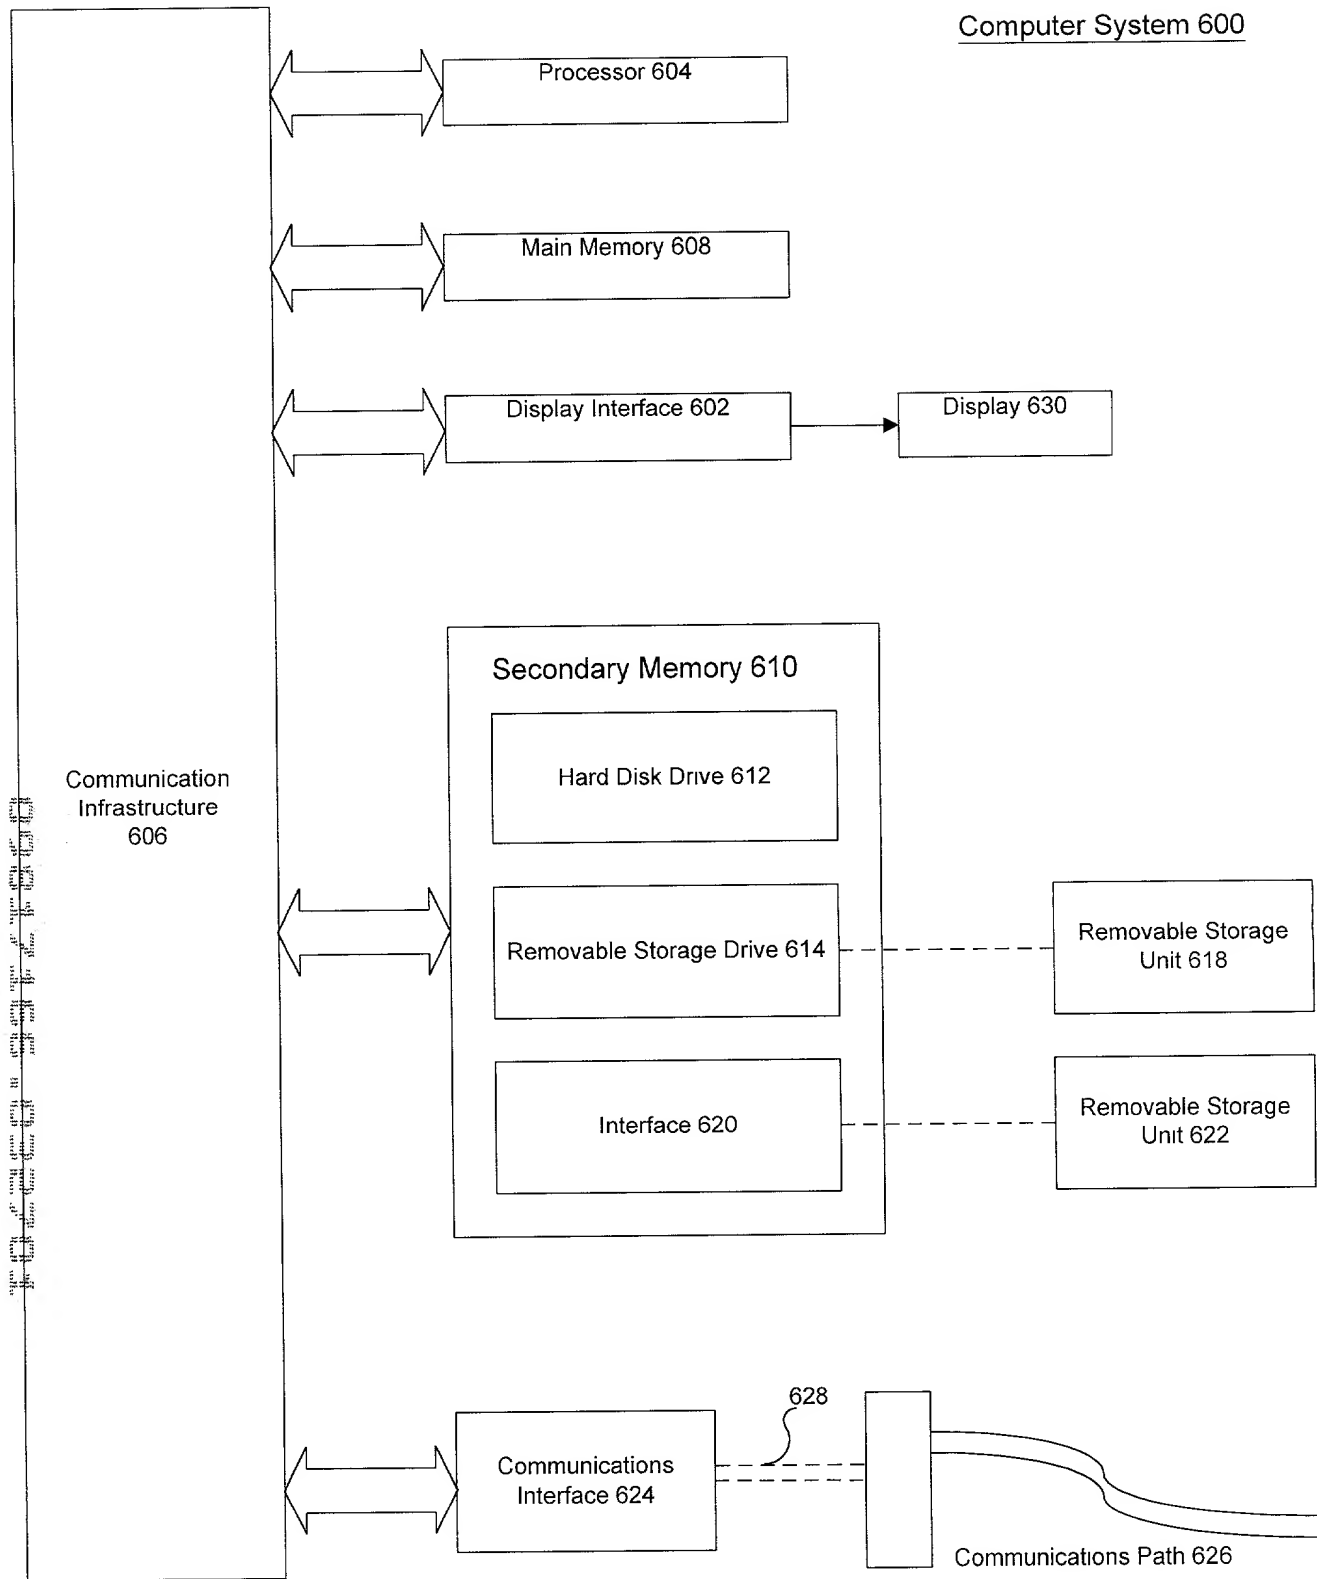 Computer System 600
Processor 604
Main Memory 608
Display Interface 602
Display 630
Secondary Memory 610
Hard Disk Drive 612
Communication
Infrastructure
606
Removable Storage Drive 614
Removable Storage
Unit 618
Interface 620
Removable Storage
Unit 622
628
Communications
Interface 624
Communications Path 626